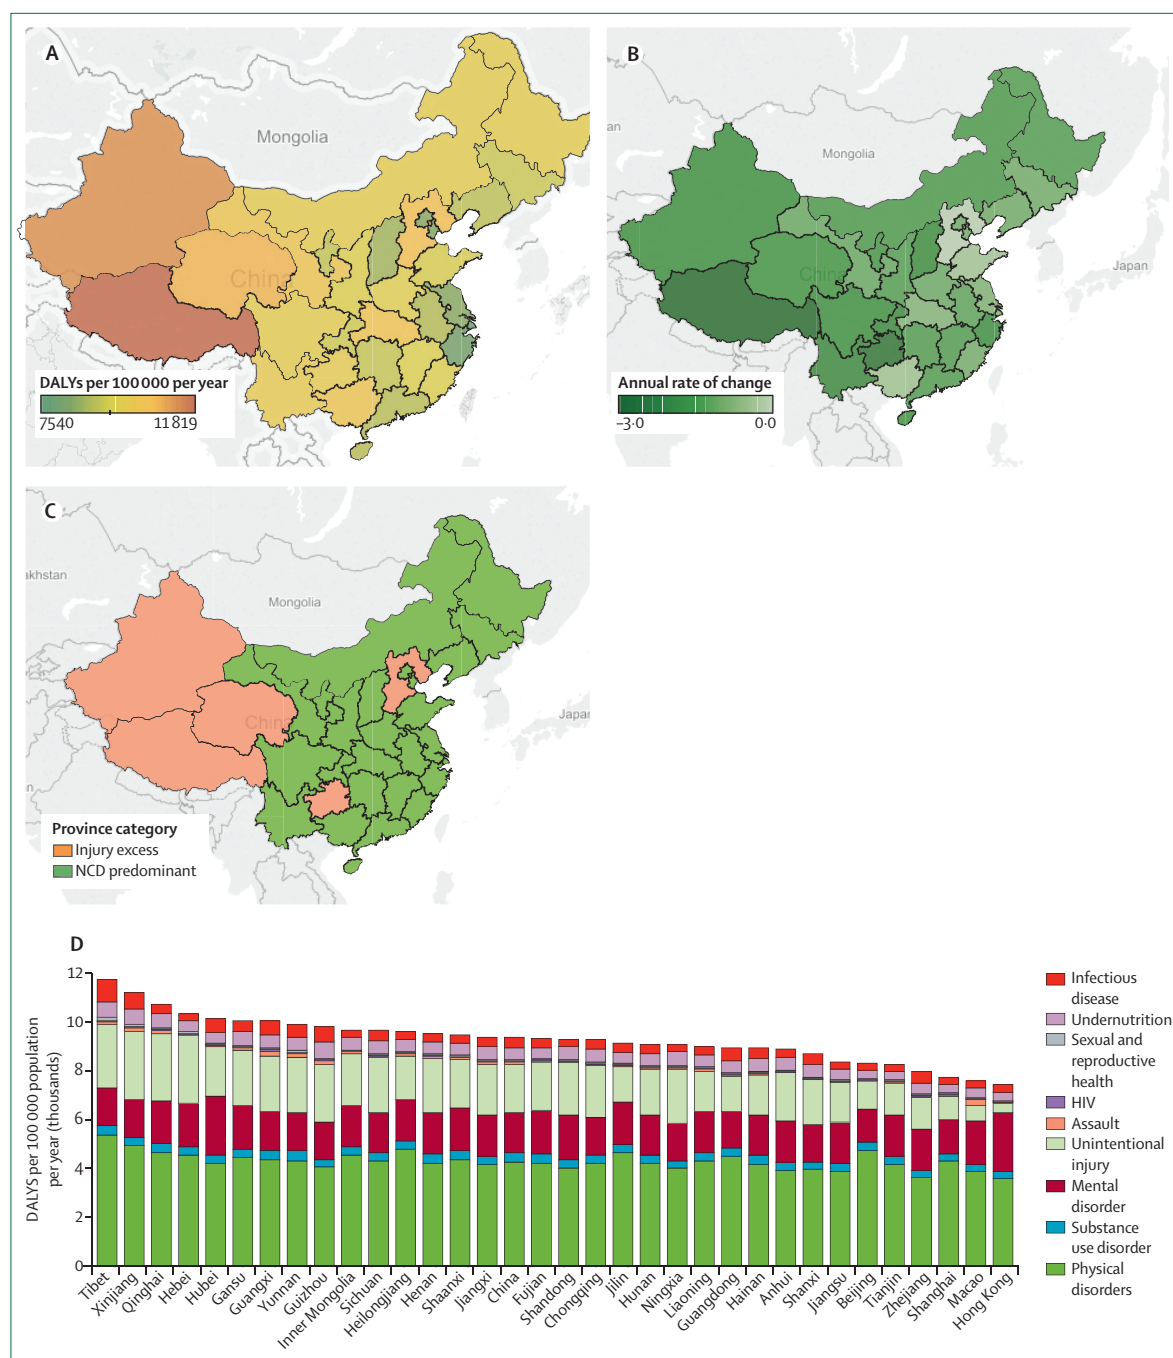 A
Mongolia
China
DALYs per 100 000 per year
7540
11 819
B
an
Mongolia
China
Japan
Annual rate of change
–3·0
0·0
C
akhstan
Mongolia
China
Japan
n
Province category
Injury excess
NCD predominant
D
DALYS per 100 000 population
per year (thousands)
12
10
8
6
4
2
0
Tibet
Xinjiang
Qinghai
Hebei
Hubei
Gansu
Guangxi
Yunnan
Guizhou
Inner Mongolia
Sichuan
Heilongjiang
Henan
Shaanxi
Jiangxi
China
Fujian
Shandong
Chongqing
Jilin
Hunan
Ningxia
Liaoning
Guangdong
Hainan
Anhui
Shanxi
Jiangsu
Beijing
Tianjin
Zhejiang
Shanghai
Macao
Hong Kong
Infectious
disease
Undernutrition
Sexual and
reproductive
health
HIV
Assault
Unintentional
injury
Mental
disorder
Substance
use disorder
Physical
disorders